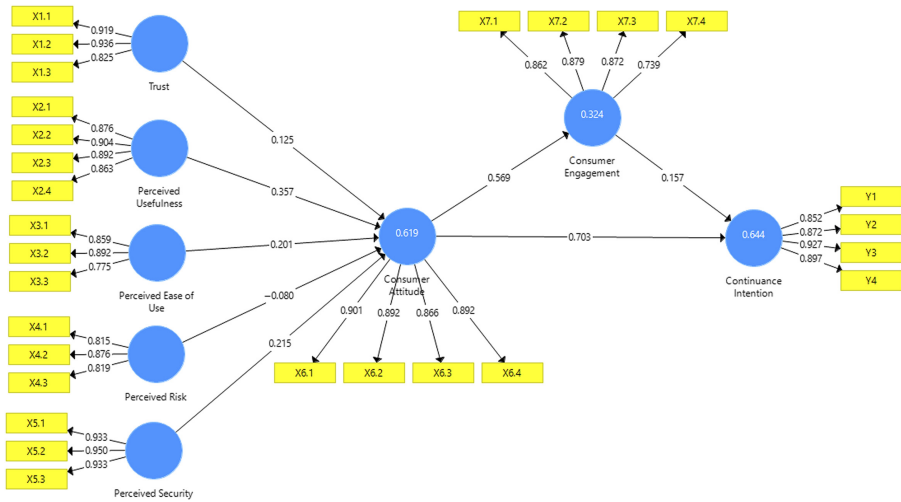 X1.1
0.919
X1.2
0.936
X1.3
0.825
Trust
X2.1
0.876
X2.2
0.904
X2.3
0.892
X2.4
0.863
Perceived
Usefulness
X3.1
0.859
X3.2
0.892
X3.3
0.775
Perceived Ease of
Use
X4.1
0.815
X4.2
0.876
X4.3
0.819
Perceived Risk
X5.1
0.933
X5.2
0.950
X5.3
0.933
Perceived Security
0.125
0.357
0.201
−0.080
0.215
0.619
Consumer
Attitude
0.901
0.892
0.866
0.892
X6.1
X6.2
X6.3
X6.4
0.569
0.703
X7.1
X7.2
X7.3
X7.4
0.862
0.879
0.872
0.739
0.324
Consumer
Engagement
0.157
0.644
Continuance
Intention
0.852
Y1
0.872
Y2
0.927
Y3
0.897
Y4